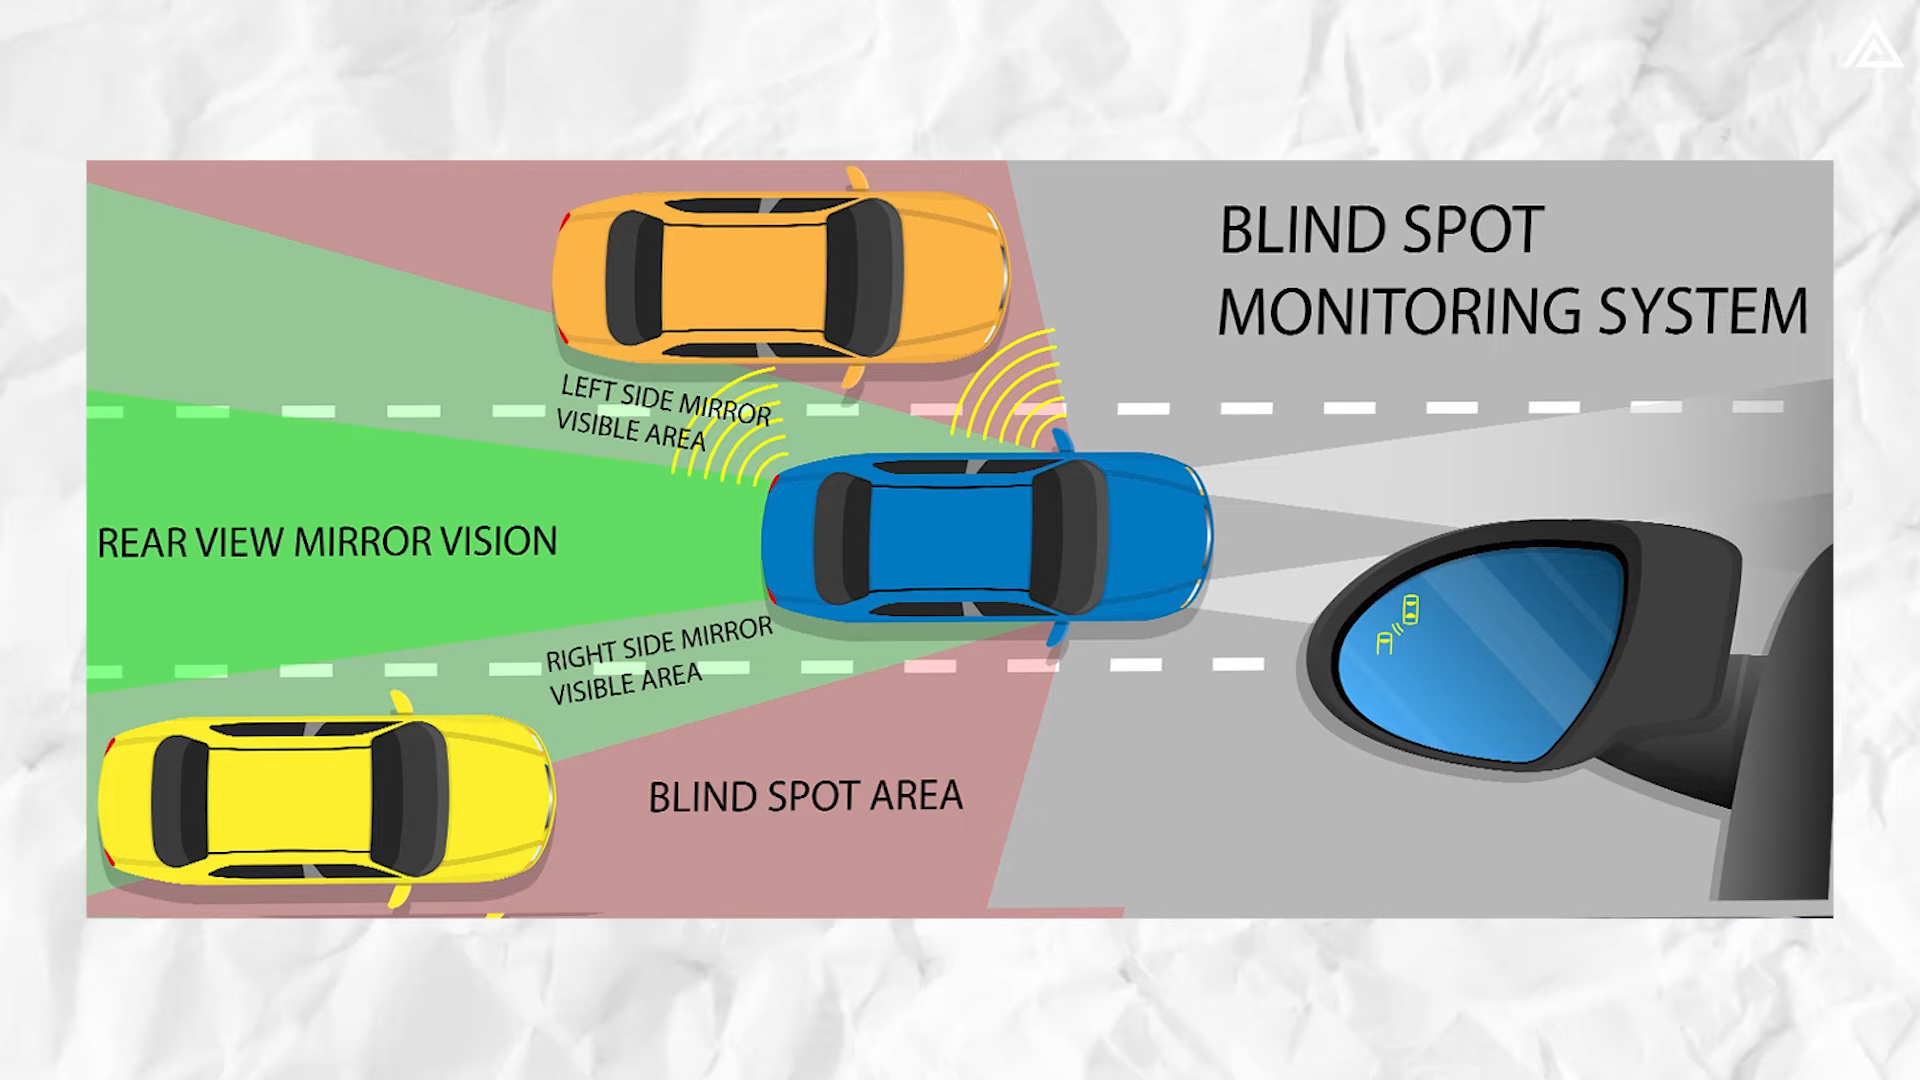 BLIND SPOT
MONITORING SYSTEM
LEFT SIDE MIRROR
VISIBLE AREA
REAR VIEW MIRROR VISION
RIGHT SIDE MIRROR
VISIBLE AREA
BLIND SPOT AREA